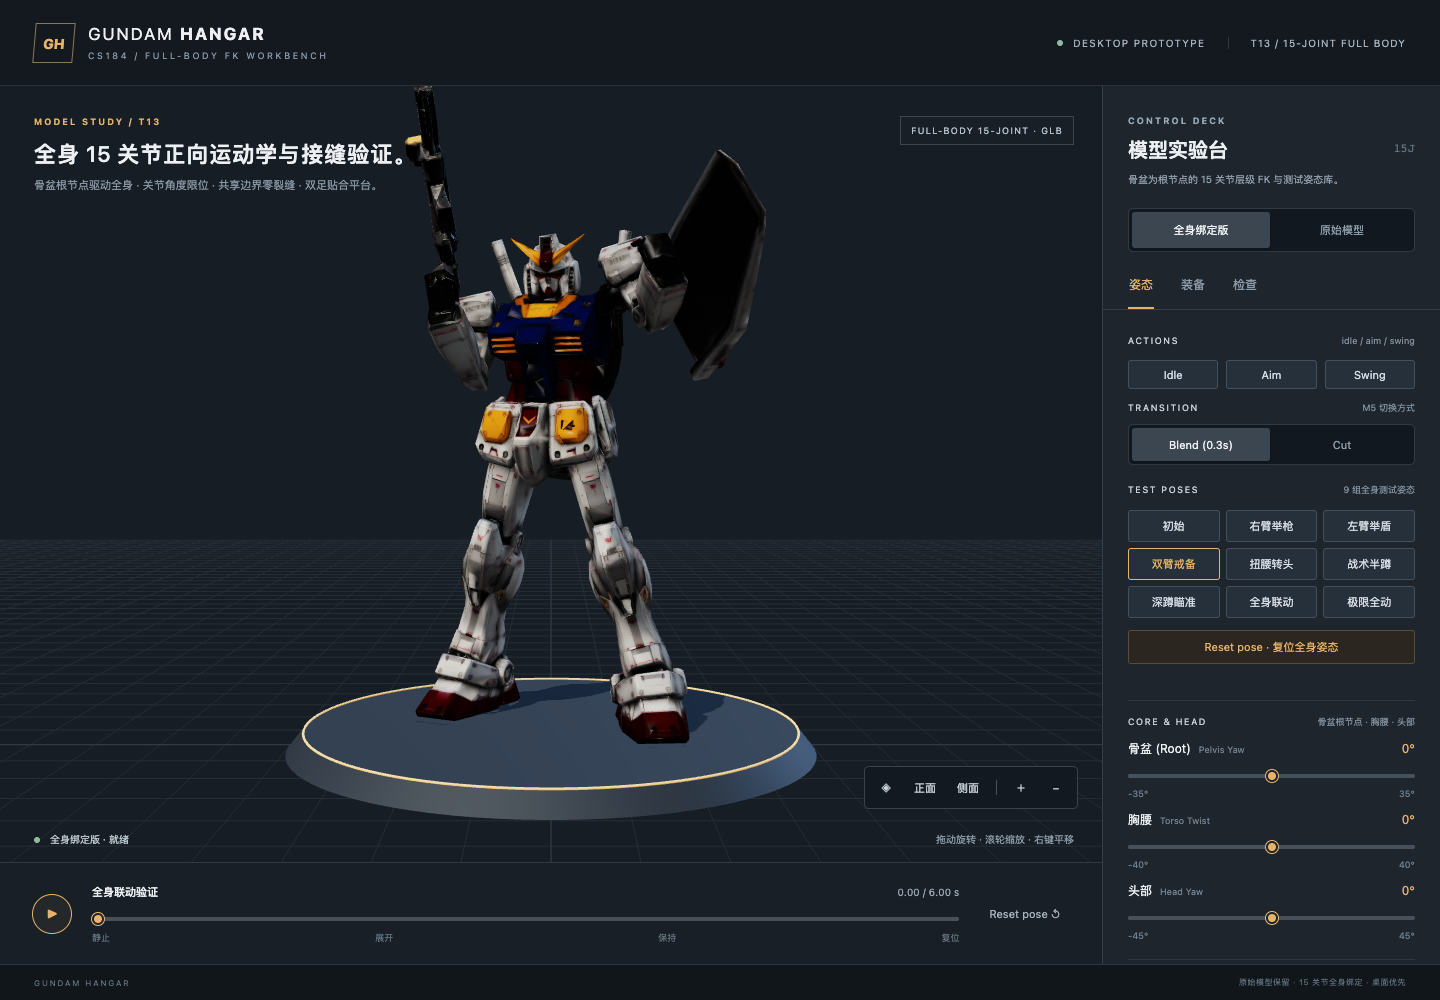 GH
GUNDAM HANGAR
CS184 / FULL-BODY FK WORKBENCH
DESKTOP PROTOTYPE
T13 / 15-JOINT FULL BODY
MODEL STUDY / T13
全身 15 关节正向运动学与接缝验证。
骨盆根节点驱动全身 · 关节角度限位 · 共享边界零裂缝 · 双足贴合平台。
FULL-BODY 15-JOINT · GLB
正面 侧面 + −
全身绑定版 · 就绪
拖动旋转 · 滚轮缩放 · 右键平移
全身联动验证
0.00 / 6.00 s
静止 展开 保持 复位
Reset pose
CONTROL DECK
模型实验台
15J
骨盆为根节点的 15 关节层级 FK 与测试姿态库。
全身绑定版 原始模型
姿态 装备 检查
ACTIONS
idle / aim / swing
Idle Aim Swing
TRANSITION
M5 切换方式
Blend (0.3s) Cut
TEST POSES
9 组全身测试姿态
初始 右臂举枪 左臂举盾
双臂戒备 扭腰转头 战术半蹲
深蹲瞄准 全身联动 极限全动
Reset pose · 复位全身姿态
CORE & HEAD
骨盆根节点 · 胸腰 · 头部
骨盆 (Root) Pelvis Yaw 0°
-35° 35°
胸腰 Torso Twist 0°
-40° 40°
头部 Head Yaw 0°
-45° 45°
GUNDAM HANGAR
原始模型保留 · 15 关节全身绑定 · 桌面优先